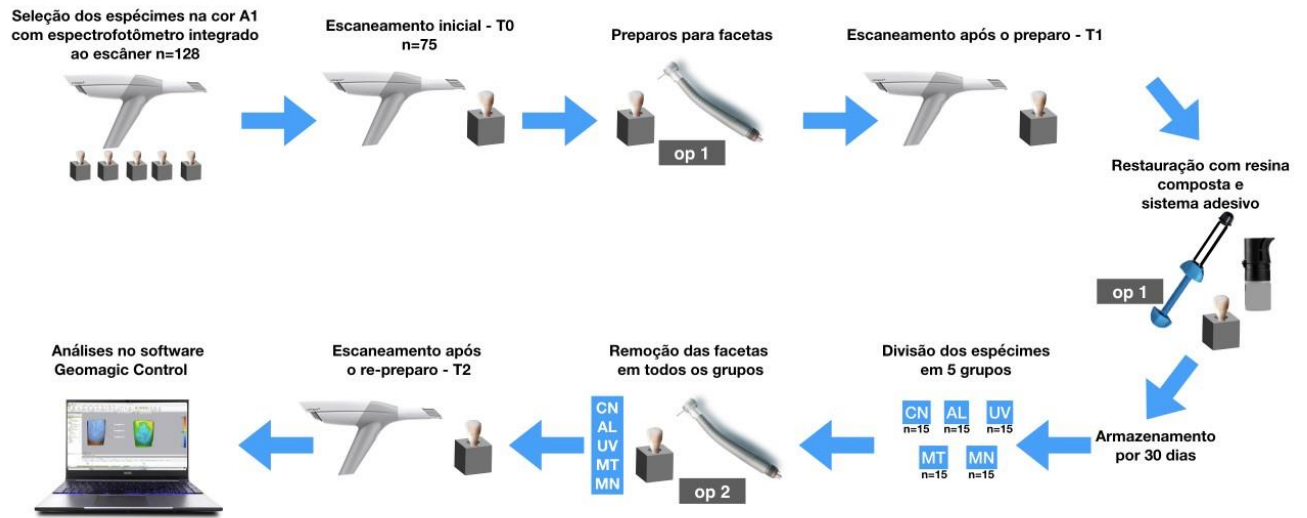 Seleção dos espécimes na cor A1
com espectrofotômetro integrado
ao escâner n=128
Escaneamento inicial - T0
n=75
Preparos para facetas
op 1
Escaneamento após o preparo - T1
Restauração com resina
composta e
sistema adesivo
op 1
Armazenamento
por 30 dias
Divisão dos espécimes
em 5 grupos
CN AL UV
n=15 n=15 n=15
MT MN
n=15 n=15
Remoção das facetas
em todos os grupos
CN
AL
UV
MT
MN
op 2
Escaneamento após
o re-preparo - T2
Análises no software
Geomagic Control